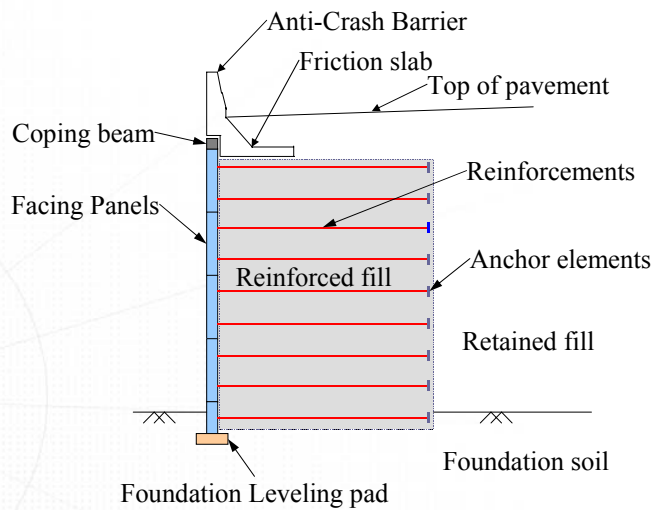 Anti-Crash Barrier
Friction slab
Top of pavement
Coping beam
Reinforcements
Facing Panels
Reinforced fill
Anchor elements
Retained fill
Foundation soil
Foundation Leveling pad